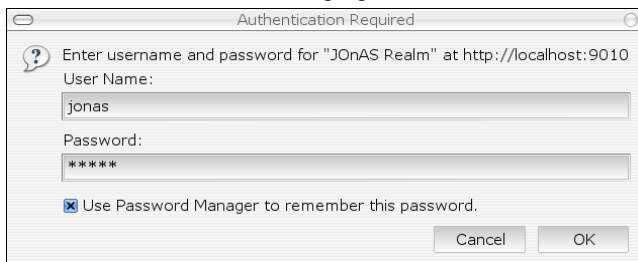 Authentication Required
Enter username and password for "JOnAS Realm" at http://localhost:9010
User Name:
jonas
Password:
*****
Use Password Manager to remember this password.
Cancel OK